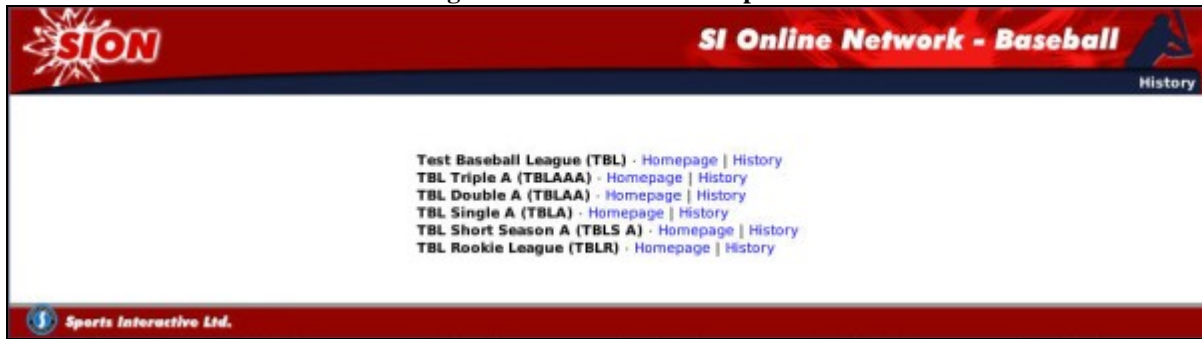 SION
SI Online Network - Baseball
History
Test Baseball League (TBL) - Homepage | History
TBL Triple A (TBLAAA) - Homepage | History
TBL Double A (TBLAA) - Homepage | History
TBL Single A (TBLA) - Homepage | History
TBL Short Season A (TBLS A) - Homepage | History
TBL Rookie League (TBLR) - Homepage | History
Sports Interactive Ltd.